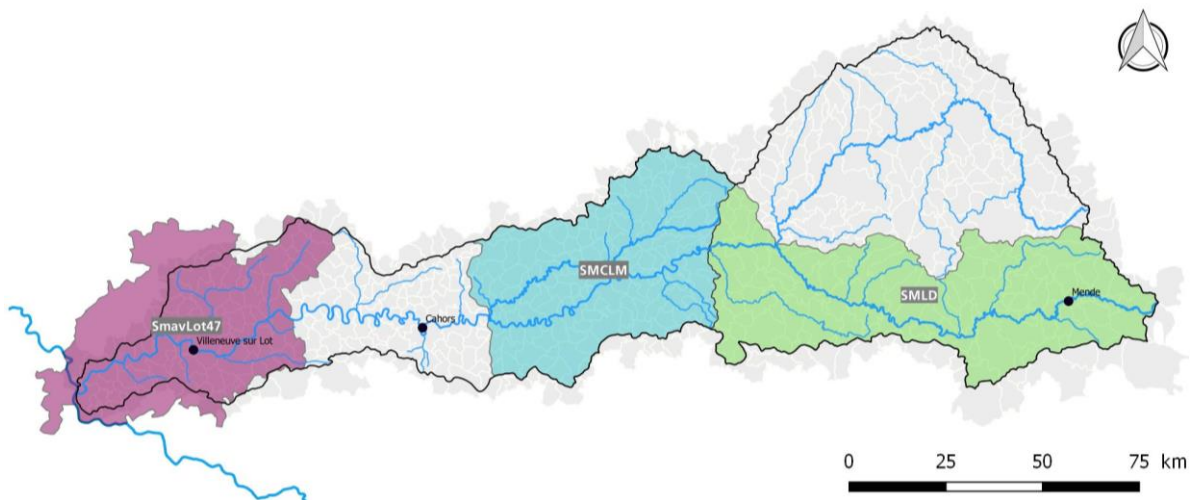 SMCLM
SMLD
Mende
Cahors
SmavLot47
Villeneuve sur Lot
0 25 50 75 km